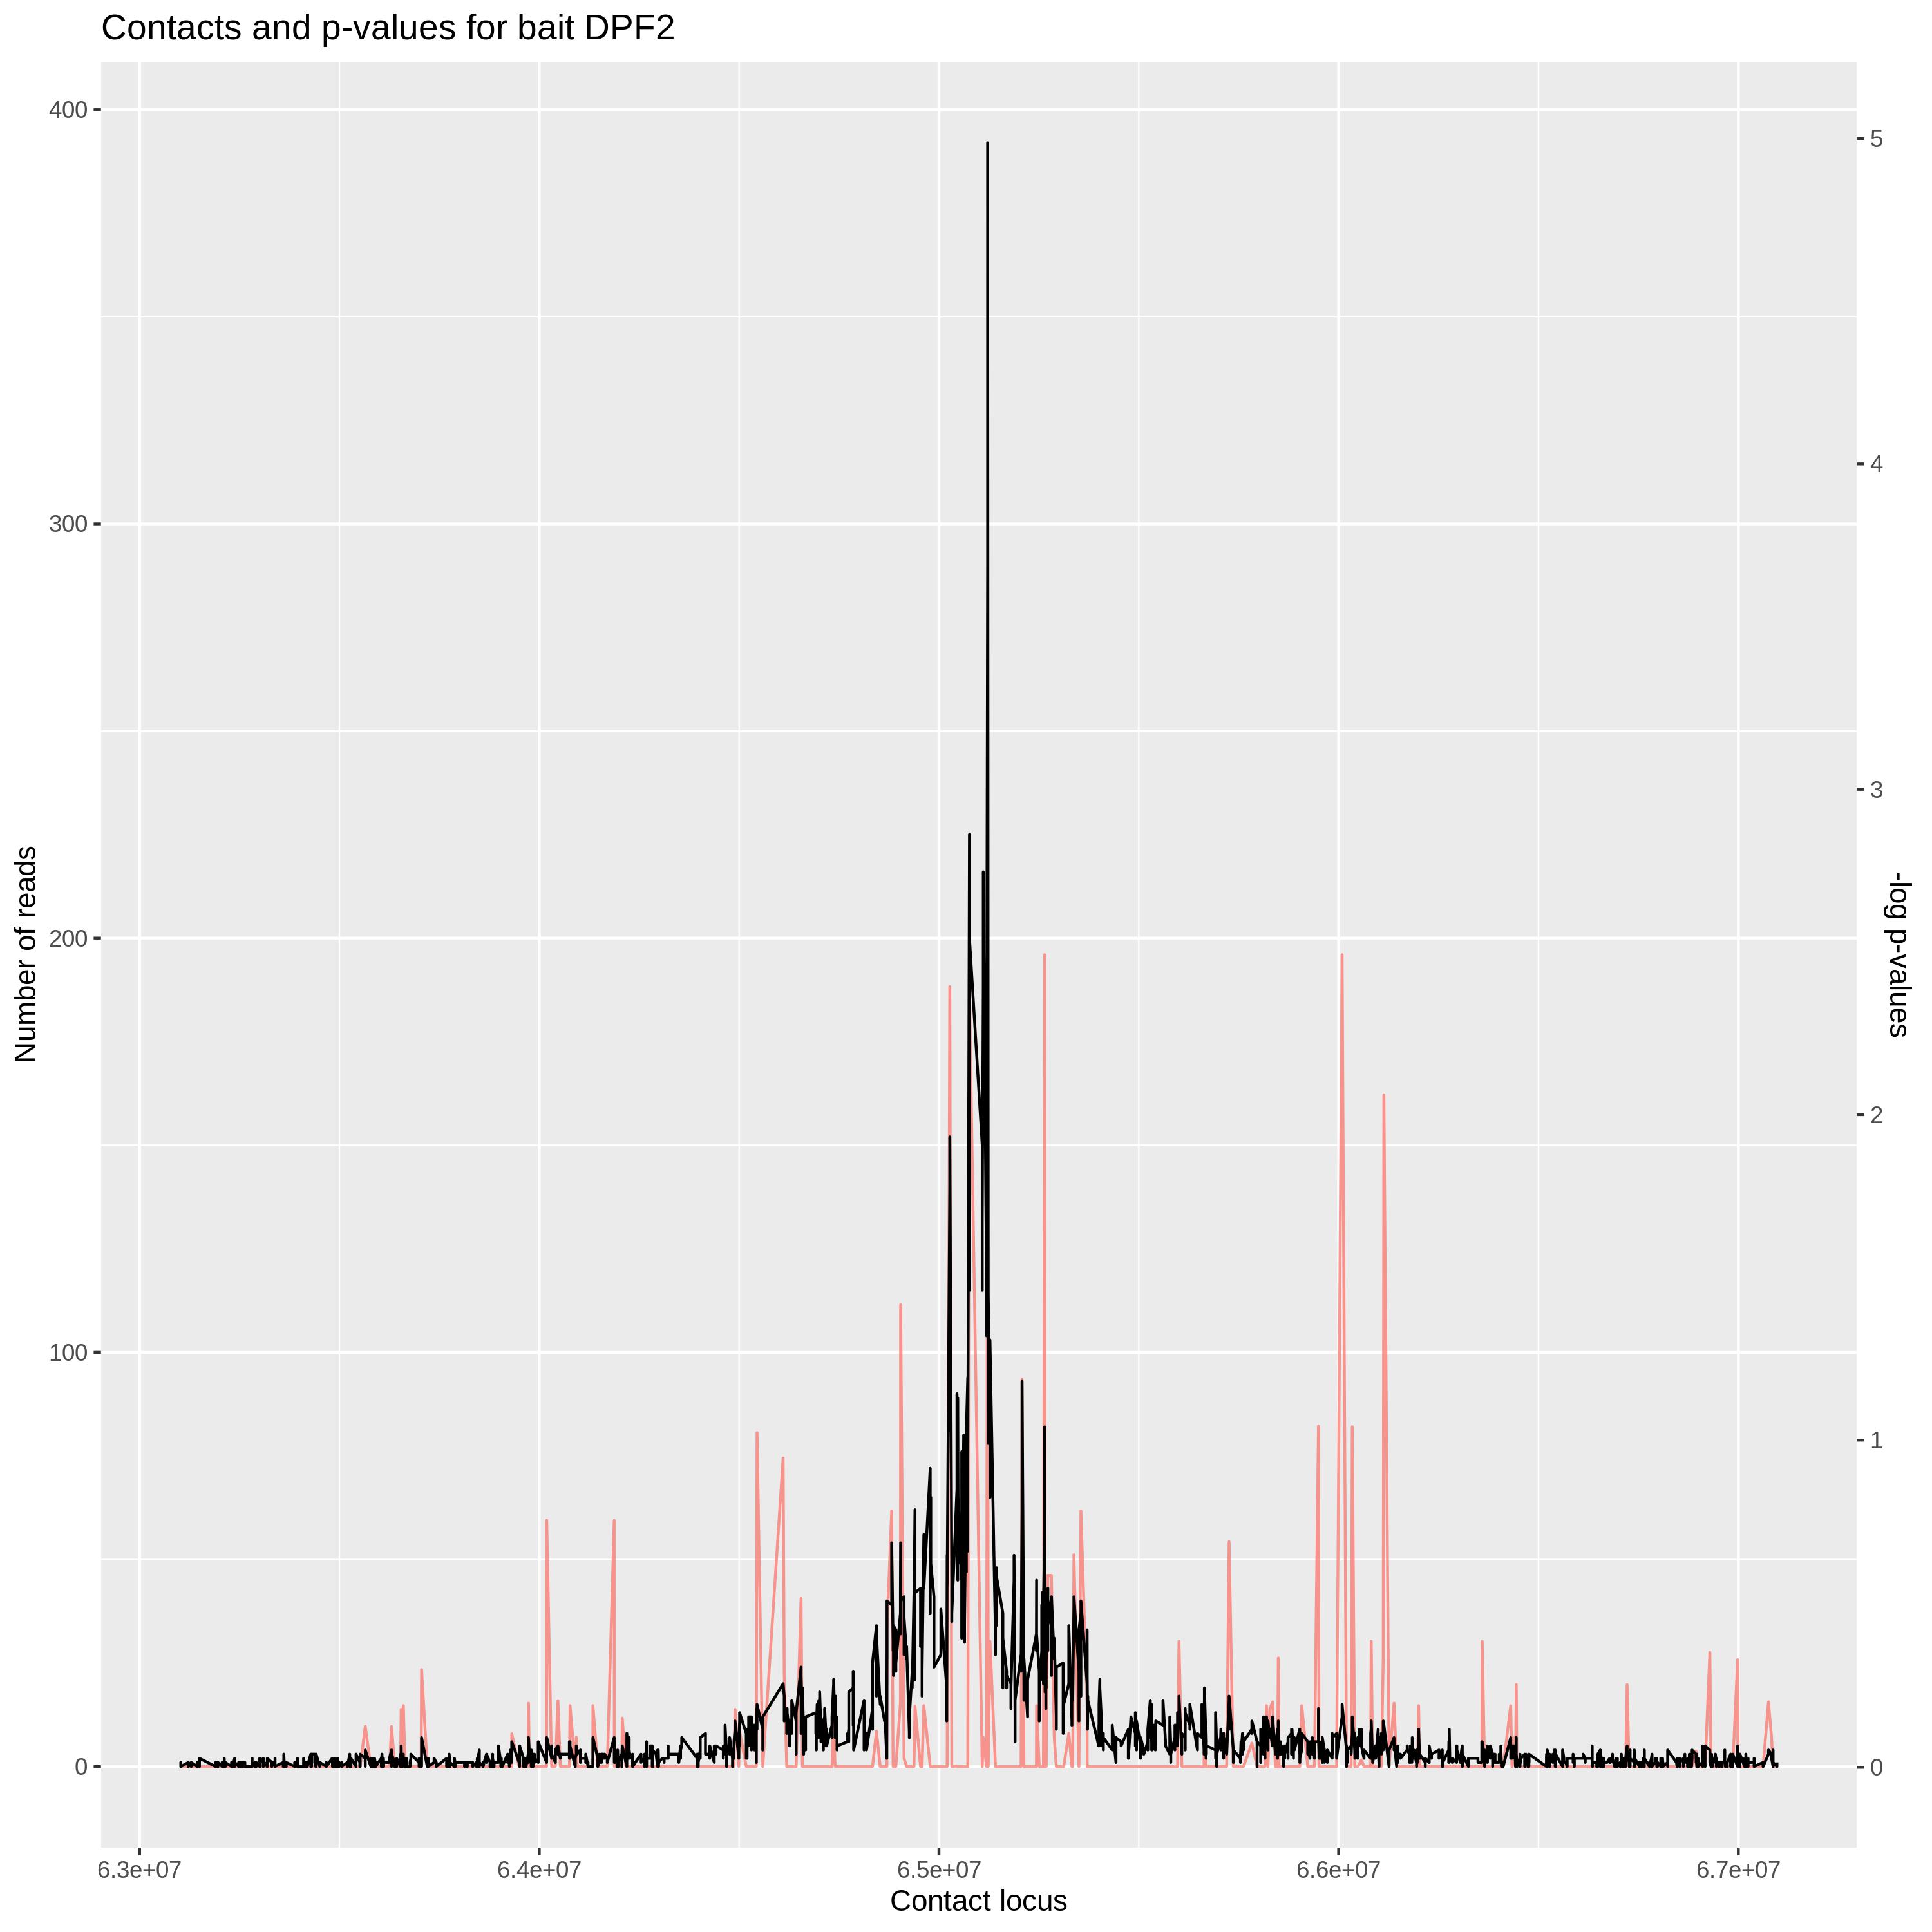 Contacts and p-values for bait DPF2
400
300
200
100
0
Number of reads
5
4
3
2
1
0
-log p-values
6.3e+07
6.4e+07
6.5e+07
6.6e+07
6.7e+07
Contact locus